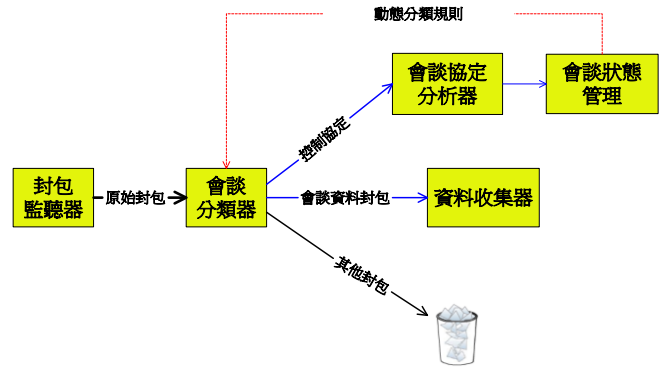 動態分類規則
會談協定
分析器
會談狀態
管理
控制協定
封包
監聽器
原始封包
會談
分類器
會談資料封包
資料收集器
其他封包